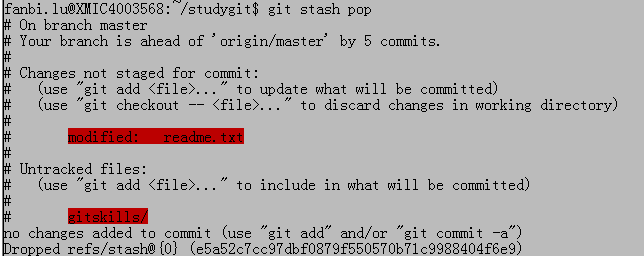 fanbi.lu@XMIC4003568:~/studygit$ git stash pop
# On branch master
# Your branch is ahead of 'origin/master' by 5 commits.
#
# Changes not staged for commit:
#   (use "git add <file>..." to update what will be committed)
#   (use "git checkout -- <file>..." to discard changes in working directory)
#
#       modified:   readme.txt
#
# Untracked files:
#   (use "git add <file>..." to include in what will be committed)
#
#       gitskills/
no changes added to commit (use "git add" and/or "git commit -a")
Dropped refs/stash@{0} (e5a52c7cc97dbf0879f550570b71c9988404f6e9)